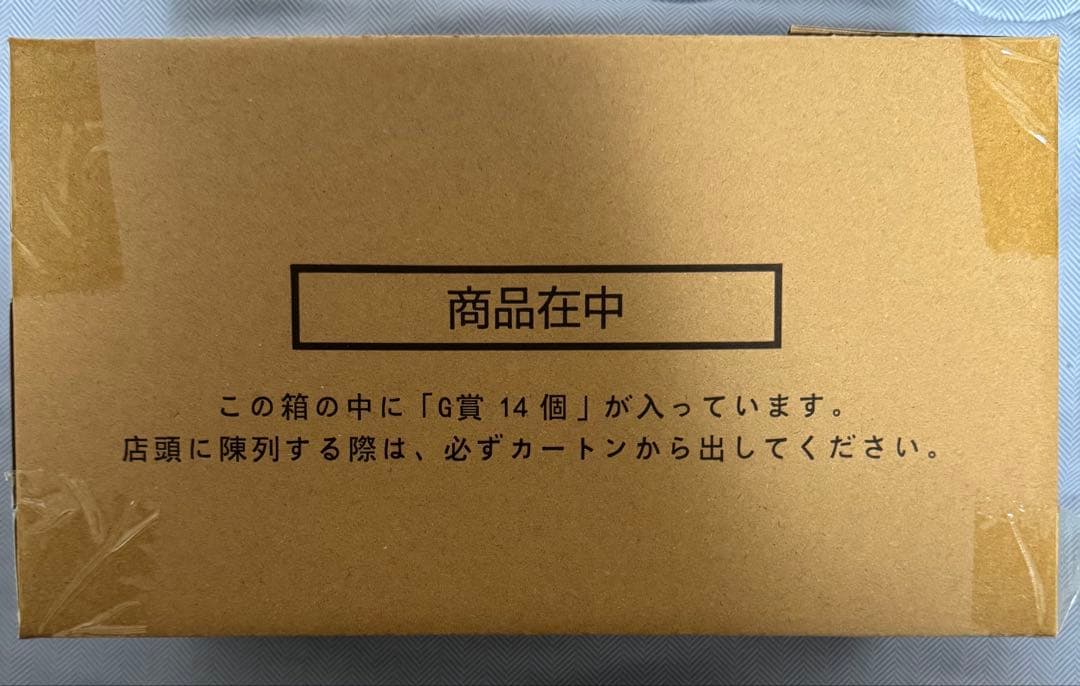 商品在中
この箱の中に「G賞 14 個」が入っています。
店頭に陳列する際は、必ずカートンから出してください。